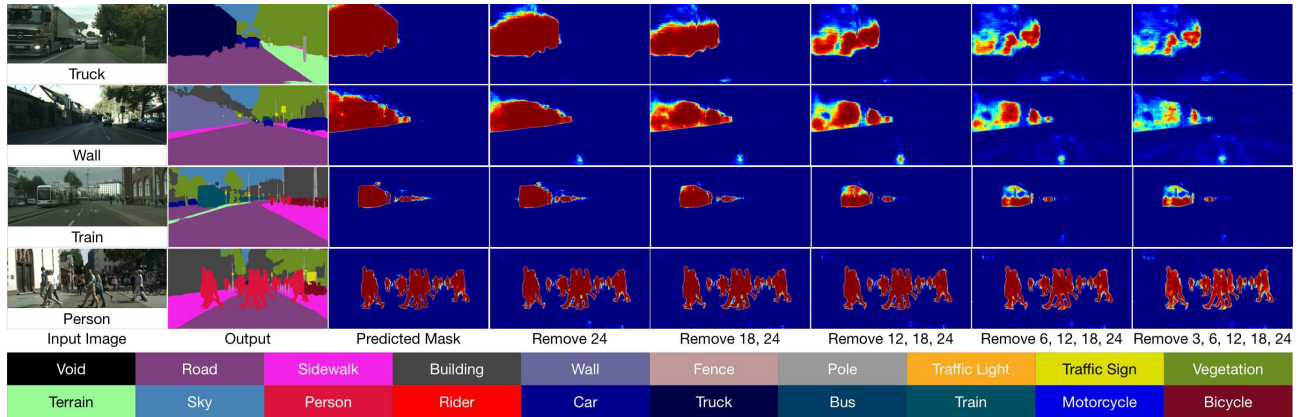 Truck
Wall
Train
Person
Input Image Output Predicted Mask Remove 24 Remove 18, 24 Remove 12, 18, 24 Remove 6, 12, 18, 24 Remove 3, 6, 12, 18, 24
Void Road Sidewalk Building Wall Fence Pole Traffic Light Traffic Sign Vegetation
Terrain Sky Person Rider Car Truck Bus Train Motorcycle Bicycle